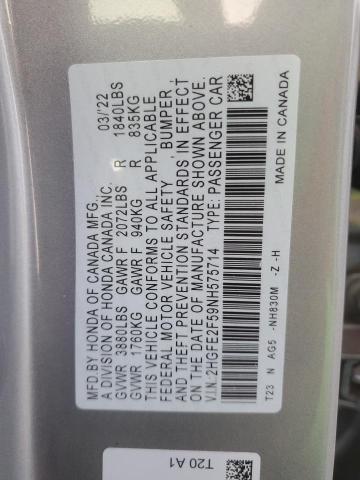 MFD. BY HONDA OF CANADA MFG.,
A DIVISION OF HONDA CANADA INC. 03/22
GVWR 3880LBS GAWR F 2072LBS R 1840LBS
GVWR 1760KG GAWR F 940KG R 835KG
THIS VEHICLE CONFORMS TO ALL APPLICABLE
FEDERAL MOTOR VEHICLE SAFETY , BUMPER ,
AND THEFT PREVENTION STANDARDS IN EFFECT
ON THE DATE OF MANUFACTURE SHOWN ABOVE.
V.I.N. 2HGFE2F59NH575714 TYPE: PASSENGER CAR
T23 N AG5 -NH830M -Z -H MADE IN CANADA
T20 A1